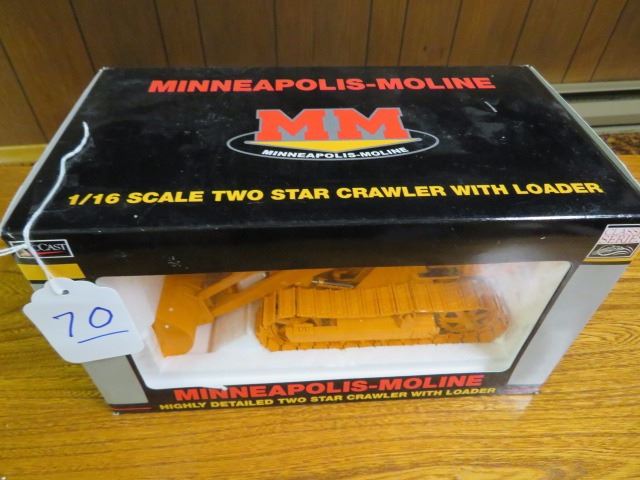 MINNEAPOLIS-MOLINE
MM
MINNEAPOLIS-MOLINE
1/16 SCALE TWO STAR CRAWLER WITH LOADER
CAST
70
MINNEAPOLIS-MOLINE
HIGHLY DETAILED TWO STAR CRAWLER WITH LOADER